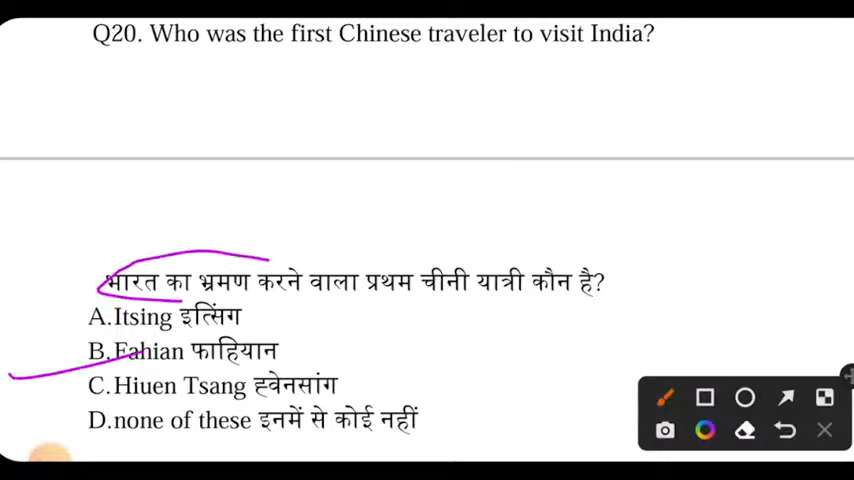 Q20. Who was the first Chinese traveler to visit India?
भारत का भ्रमण करने वाला प्रथम चीनी यात्री कौन है?
A.Itsing इत्सिंग
B.Fahian फाहियान
C.Hiuen Tsang ह्वेनसांग
D.none of these इनमें से कोई नहीं